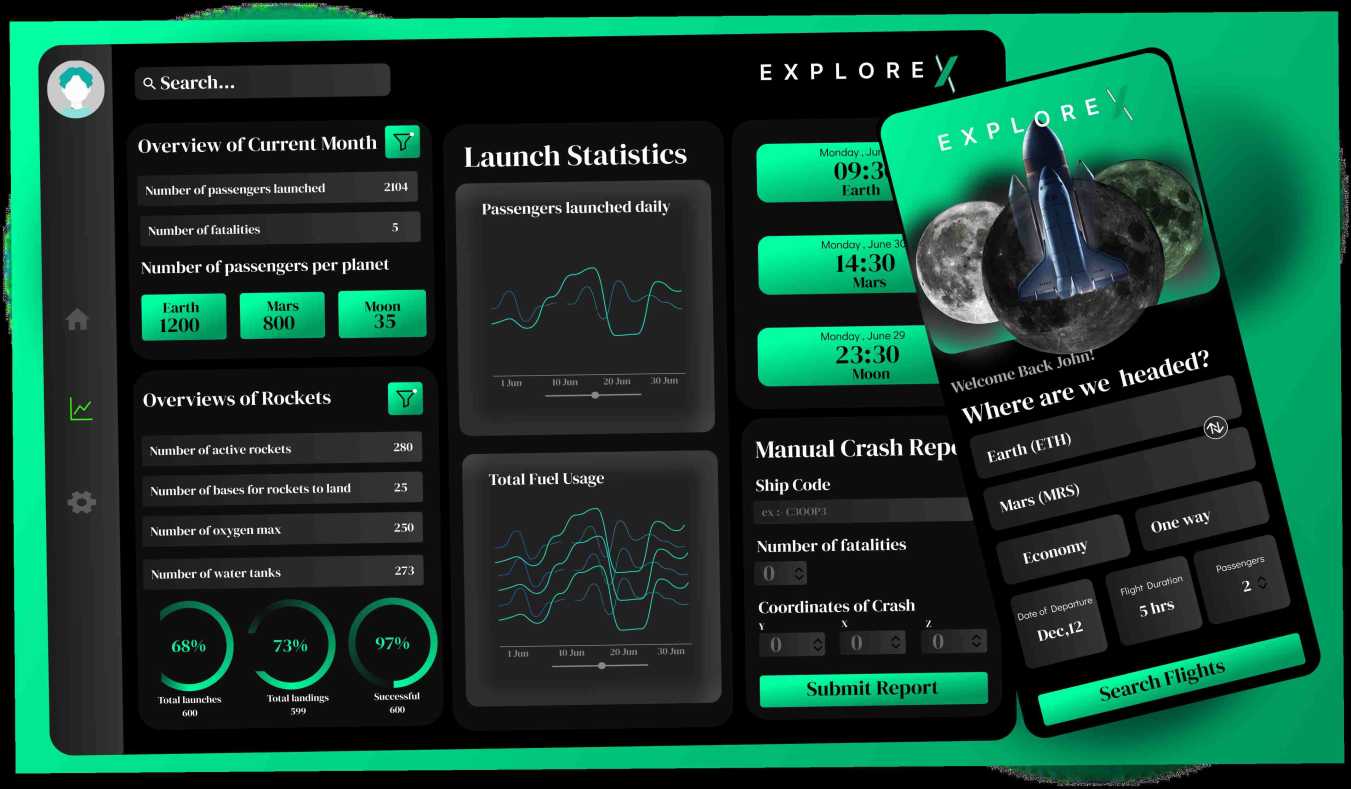 Search...
EXPLOREX
Overview of Current Month
Number of passengers launched 2104
Number of fatalities 5
Number of passengers per planet
Earth
1200
Mars
800
Moon
35
Overviews of Rockets
Number of active rockets 280
Number of bases for rockets to land 25
Number of oxygen max 250
Number of water tanks 273
68%
Total launches
600
73%
Total landings
599
97%
Successful
600
Launch Statistics
Passengers launched daily
1 Jun 10 Jun 20 Jun 30 Jun
Total Fuel Usage
1 Jun 10 Jun 20 Jun 30 Jun
Monday , Jun
09:3
Earth
Monday , June 30
14:30
Mars
Monday , June 29
23:30
Moon
Manual Crash Repo
Ship Code
ex :- C3OOP3
Number of fatalities
0
Coordinates of Crash
Y X Z
0 0 0
Submit Report
EXPLOREX
Welcome Back John!
Where are we headed?
Earth (ETH)
Mars (MRS)
Economy
One way
Date of Departure
Dec,12
Flight Duration
5 hrs
Passengers
2
Search Flights